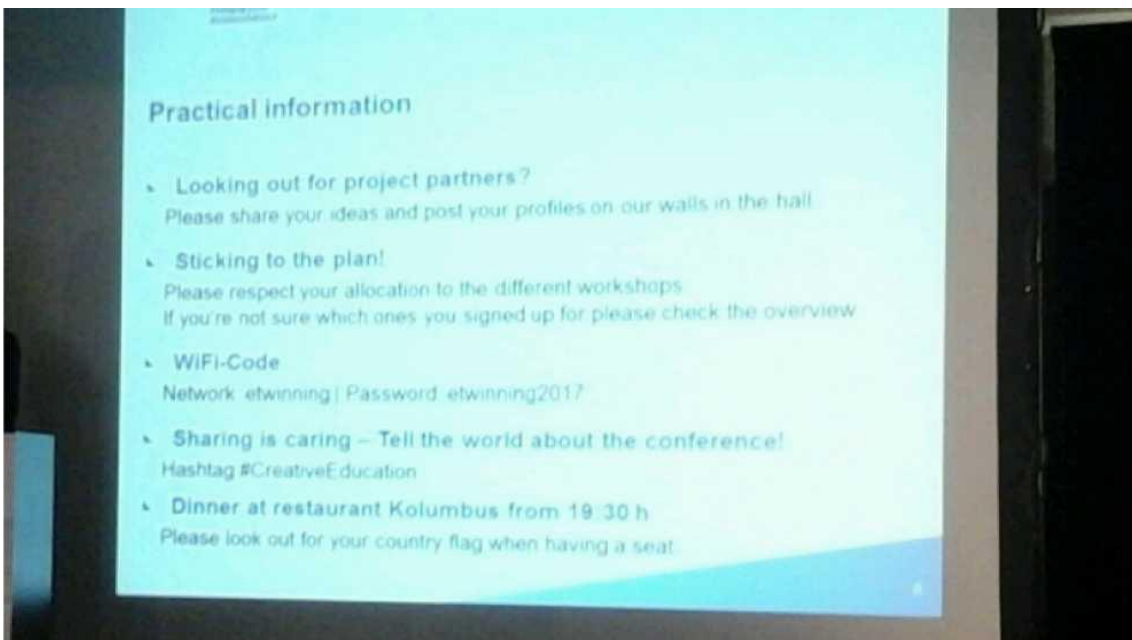 Practical information
Looking out for project partners?
Please share your ideas and post your profiles on our walls in the hall.
Sticking to the plan!
Please respect your allocation to the different workshops.
If you're not sure which ones you signed up for please check the overview
WiFi-Code
Network: etwinning | Password: etwinning2017
Sharing is caring – Tell the world about the conference!
Hashtag #CreativeEducation
Dinner at restaurant Kolumbus from 19:30 h
Please look out for your country flag when having a seat.